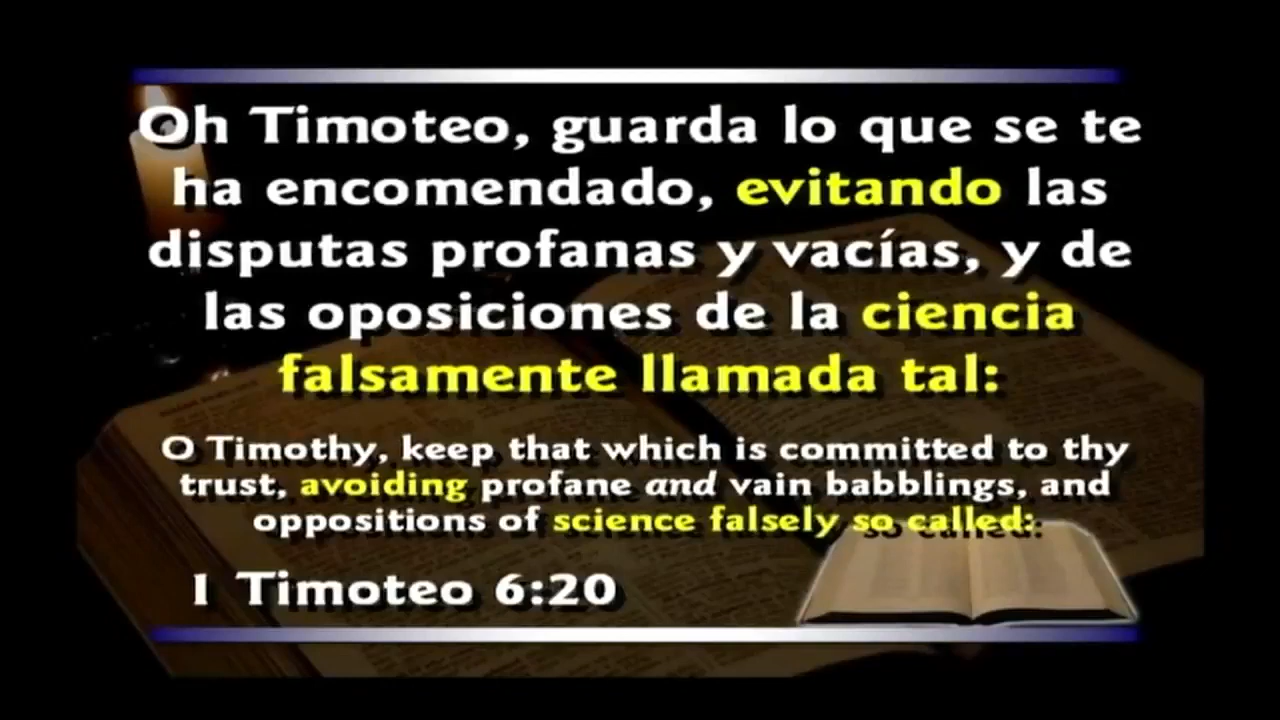 Oh Timoteo, guarda lo que se te
ha encomendado, evitando las
disputas profanas y vacías, y de
las oposiciones de la ciencia
falsamente llamada tal:
O Timothy, keep that which is committed to thy
trust, avoiding profane and vain babblings, and
oppositions of science falsely so called:
1 Timoteo 6:20